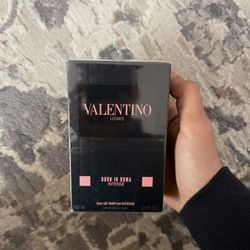 VALENTINO
UOMO
BORN IN ROMA
INTENSE
EAU DE PARFUM INTENSE